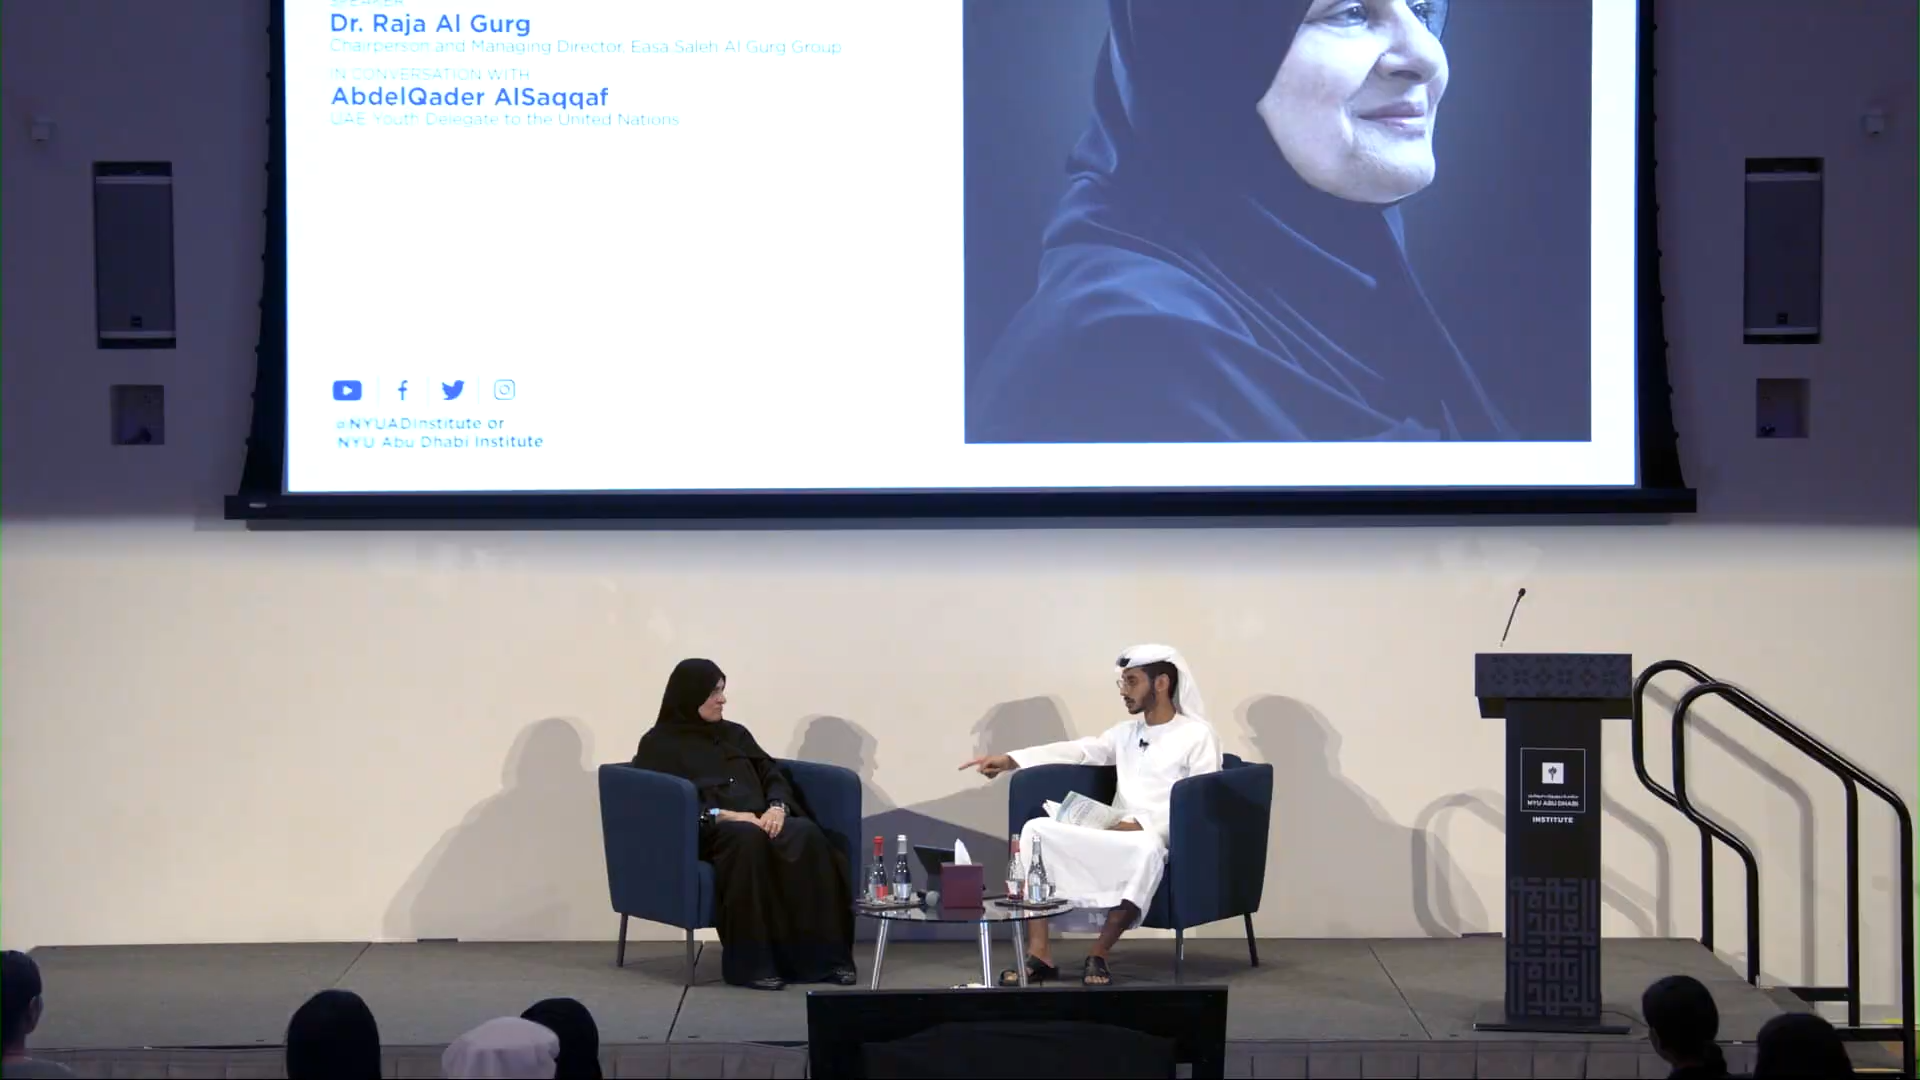 SPEAKER
Dr. Raja Al Gurg
Chairperson and Managing Director, Easa Saleh Al Gurg Group
IN CONVERSATION WITH
AbdelQader AlSaqqaf
UAE Youth Delegate to the United Nations
@NYUADInstitute or
NYU Abu Dhabi Institute
NYU ABU DHABI
INSTITUTE